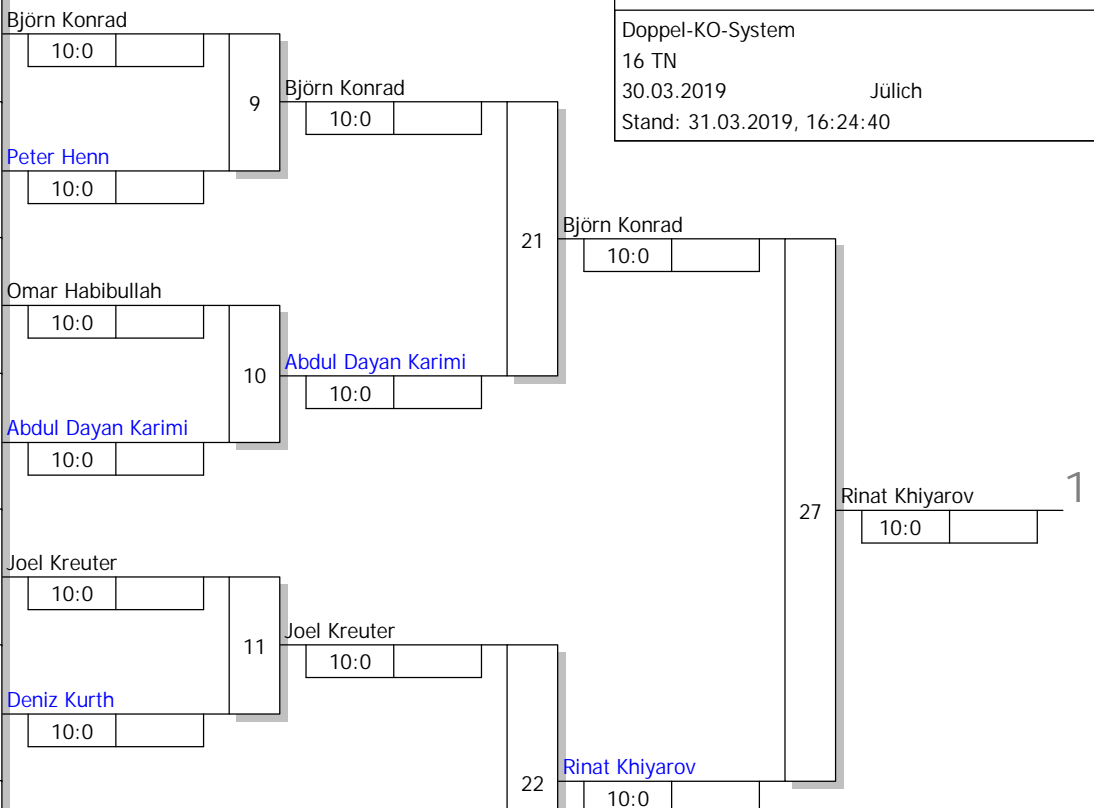 Björn Konrad
10:0
Peter Henn
10:0
9
Björn Konrad
10:0
Omar Habibullah
10:0
Abdul Dayan Karimi
10:0
10
Abdul Dayan Karimi
10:0
21
Björn Konrad
10:0
Joel Kreuter
10:0
Deniz Kurth
10:0
11
Joel Kreuter
10:0
22
Rinat Khiyarov
10:0
27
Rinat Khiyarov
10:0
1
Doppel-KO-System
16 TN
30.03.2019 Jülich
Stand: 31.03.2019, 16:24:40